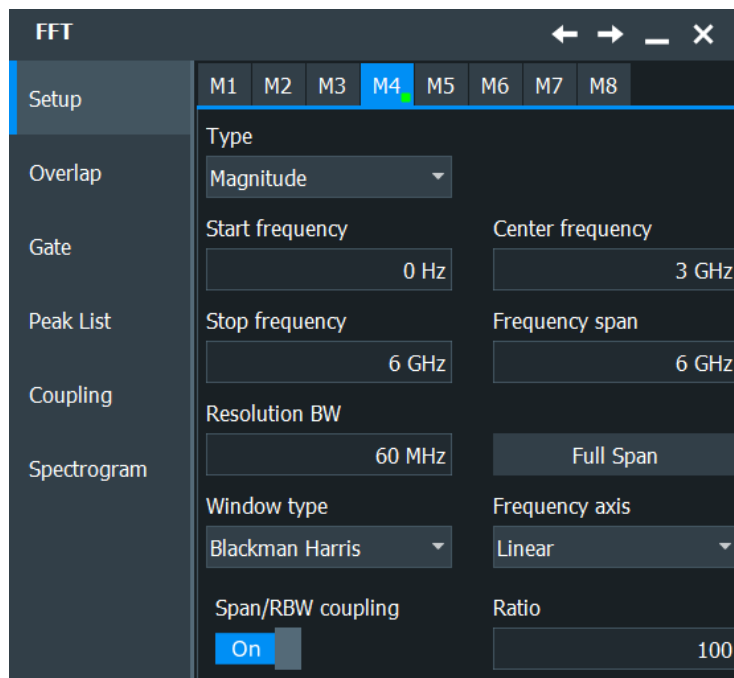 FFT
Setup
Overlap
Gate
Peak List
Coupling
Spectrogram
M1 M2 M3 M4 M5 M6 M7 M8
Type
Magnitude
Start frequency Center frequency
0 Hz 3 GHz
Stop frequency Frequency span
6 GHz 6 GHz
Resolution BW
60 MHz Full Span
Window type Frequency axis
Blackman Harris Linear
Span/RBW coupling Ratio
On 100